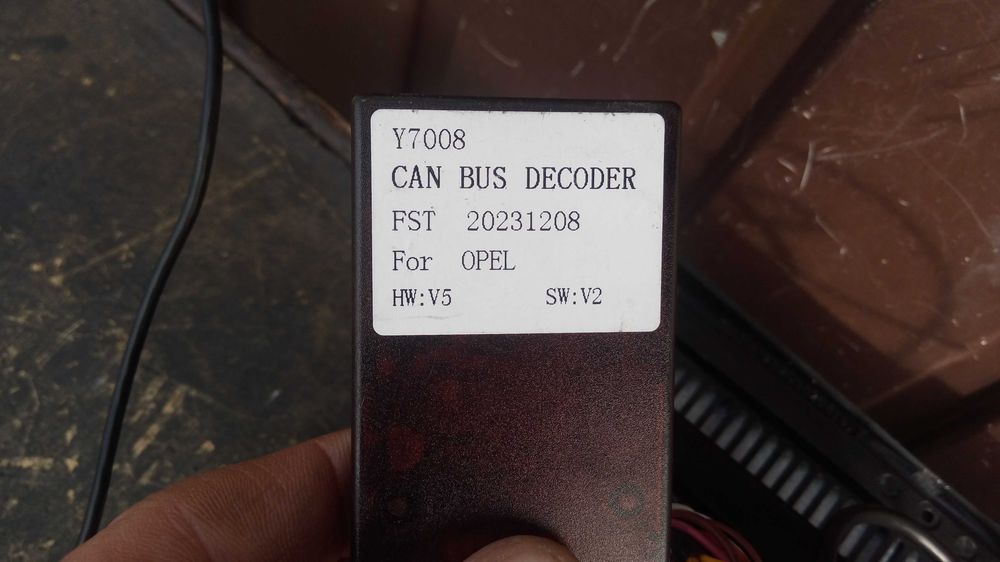 Y7008
CAN BUS DECODER
FST 20231208
For OPEL
HW:V5 SW:V2